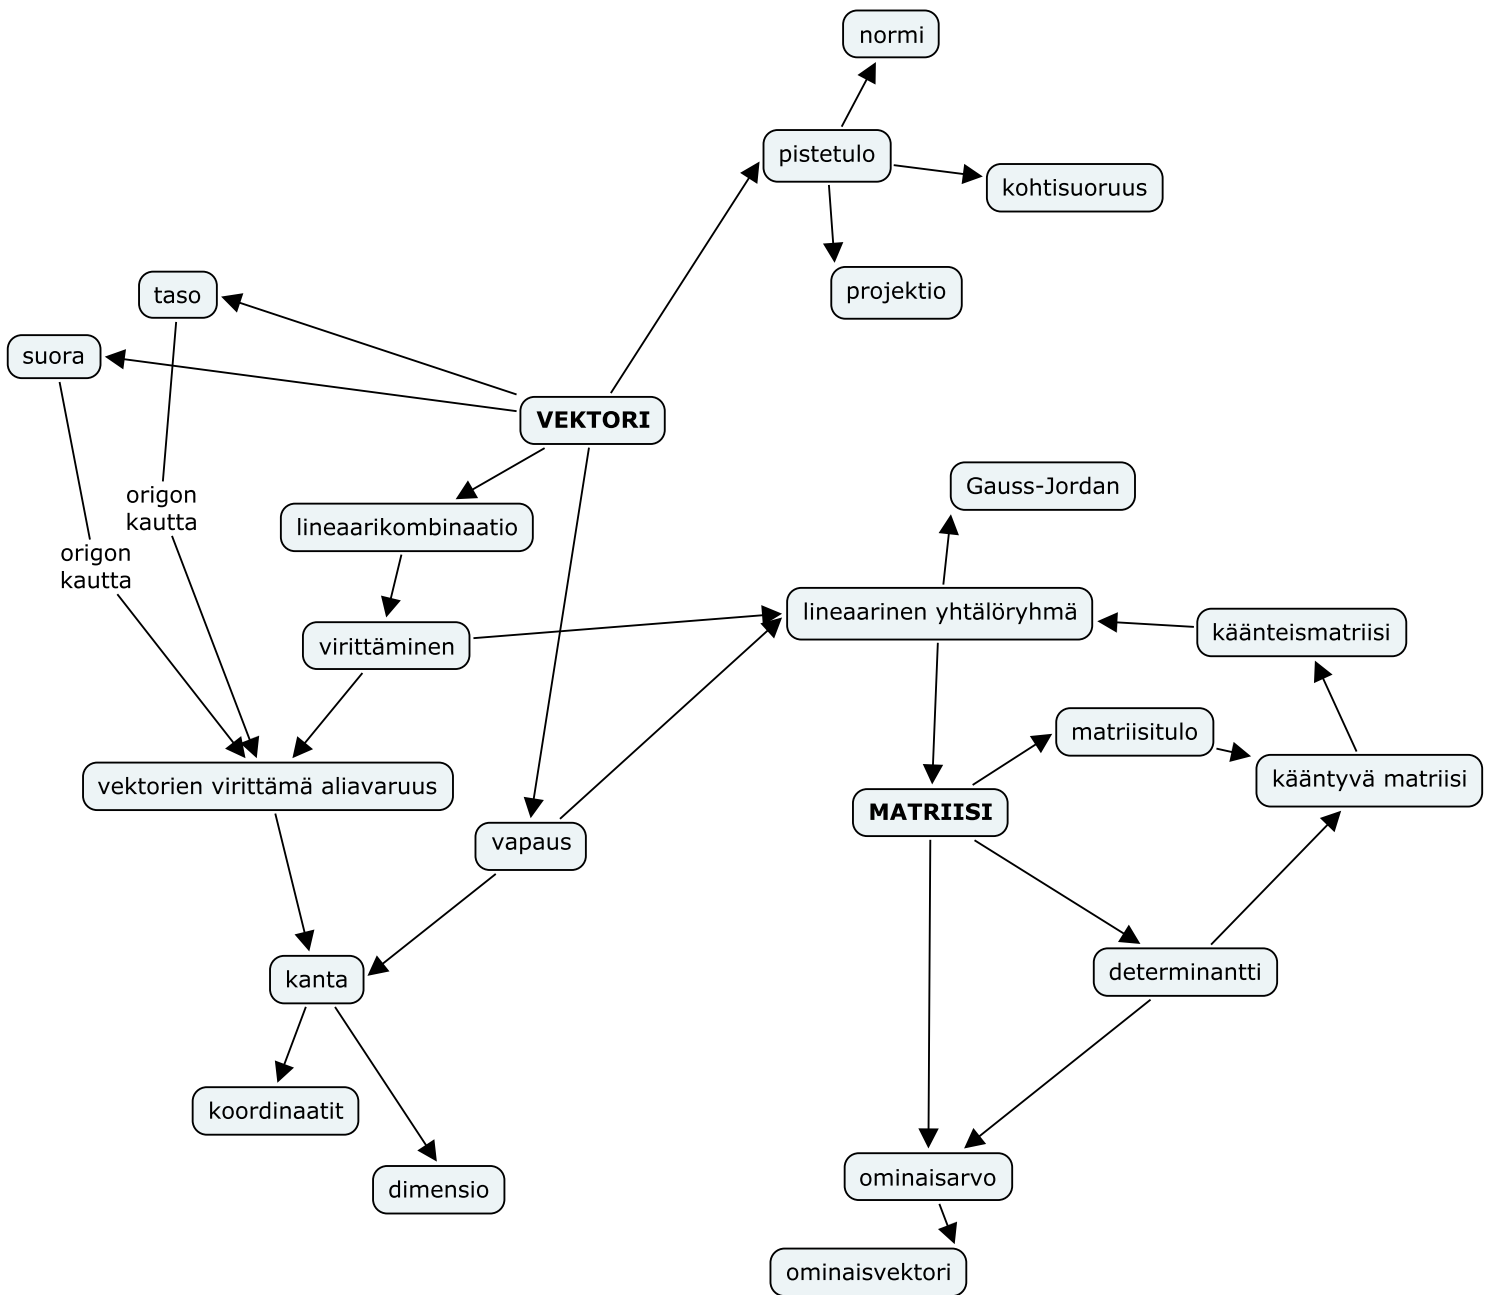 normi
pistetulo
kohtisuoruus
projektio
taso
suora
VEKTORI
Gauss-Jordan
origon
kautta
lineaarikombinaatio
origon
kautta
lineaarinen yhtälöryhmä
käänteismatriisi
virittäminen
matriisitulo
kääntyvä matriisi
vektorien virittämä aliavaruus
MATRIISI
vapaus
determinantti
kanta
koordinaatit
ominaisarvo
dimensio
ominaisvektori